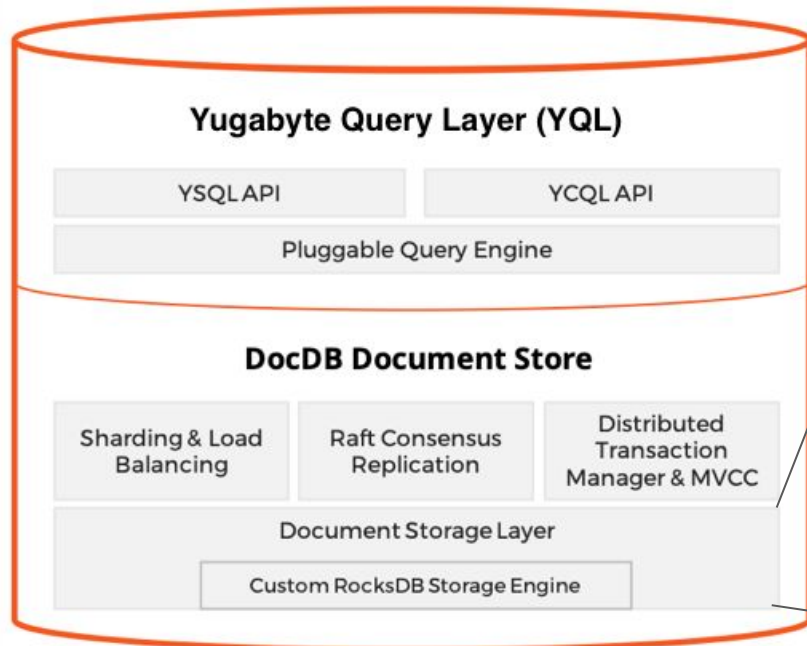 Yugabyte Query Layer (YQL)
YSQL API
YCQL API
Pluggable Query Engine
DocDB Document Store
Sharding & Load
Balancing
Raft Consensus
Replication
Distributed
Transaction
Manager & MVCC
Document Storage Layer
Custom RocksDB Storage Engine